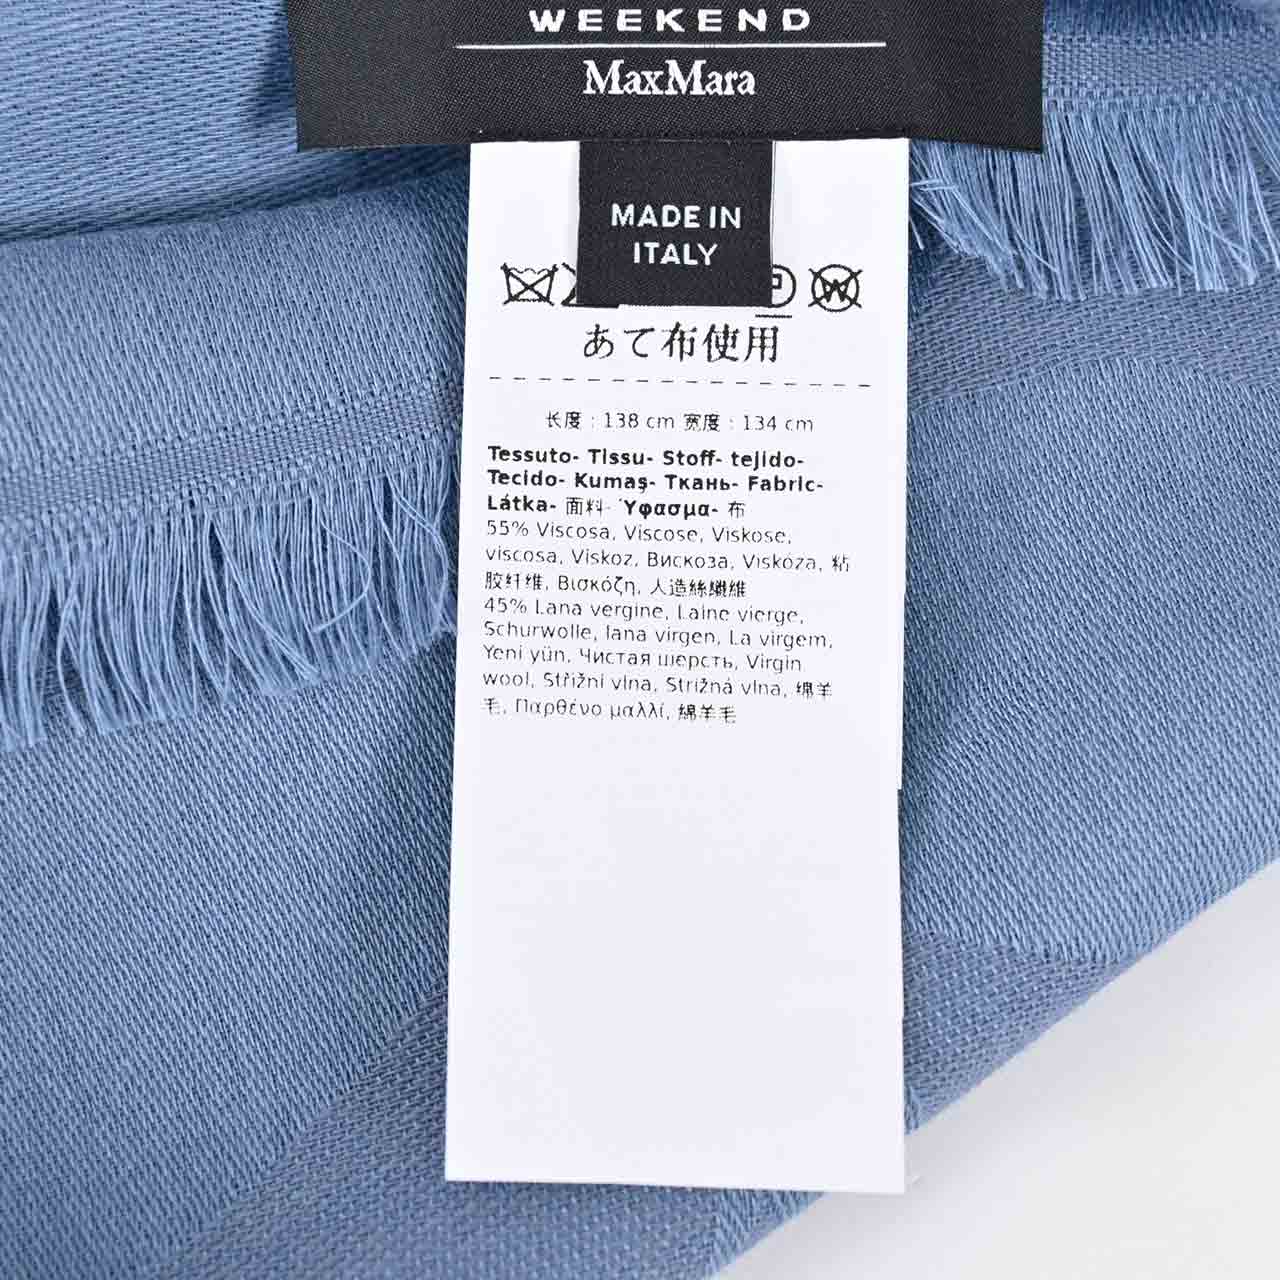 WEEKEND
MaxMara
MADE IN
ITALY
W
あて布使用
长度 : 138 cm 宽度 : 134 cm
Tessuto- Tissu- Stoff- tejido-
Tecido- Kumaş- Ткань- Fabric-
Látka- 面料- Ύφασμα- 布
55% Viscosa, Viscose, Viskose,
viscosa, Viskoz, Вискоза, Viskóza, 粘
胶纤维, Βισκόζη, 人造絲纖維
45% Lana vergine, Laine vierge,
Schurwolle, lana virgen, La virgem,
Yeni yün, Чистая шерсть, Virgin
wool, Střižní vlna, Strižná vlna, 绵羊
毛, Παρθένο μαλλί, 綿羊毛